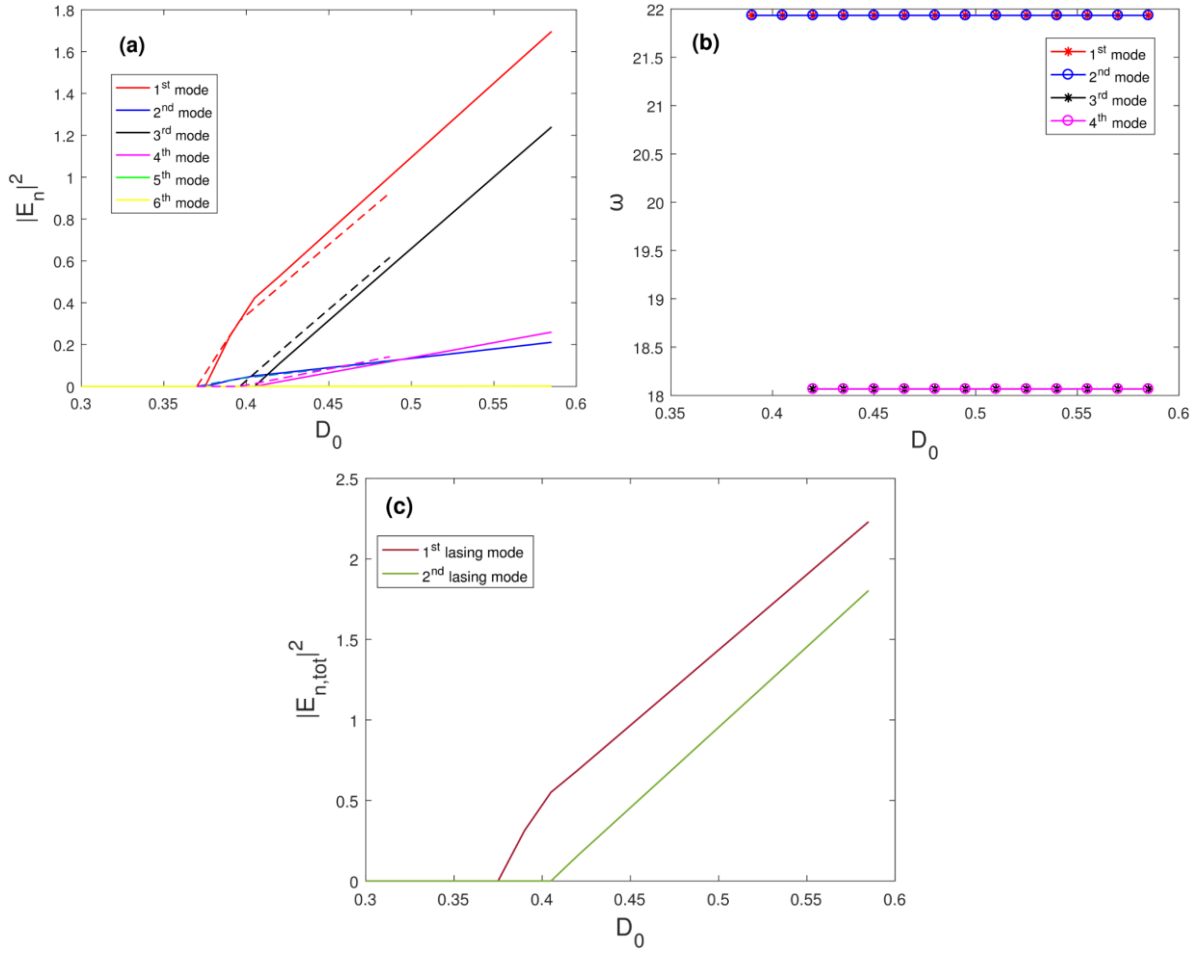 (a)
1st mode
2nd mode
3rd mode
4th mode
5th mode
6th mode
|E_n|^2
1.8
1.6
1.4
1.2
1
0.8
0.6
0.4
0.2
0
0.3 0.35 0.4 0.45 0.5 0.55 0.6
D_0
(b)
1st mode
2nd mode
3rd mode
4th mode
ω
22
21.5
21
20.5
20
19.5
19
18.5
18
0.35 0.4 0.45 0.5 0.55 0.6
D_0
(c)
1st lasing mode
2nd lasing mode
|E_n,tot|^2
2.5
2
1.5
1
0.5
0
0.3 0.35 0.4 0.45 0.5 0.55 0.6
D_0